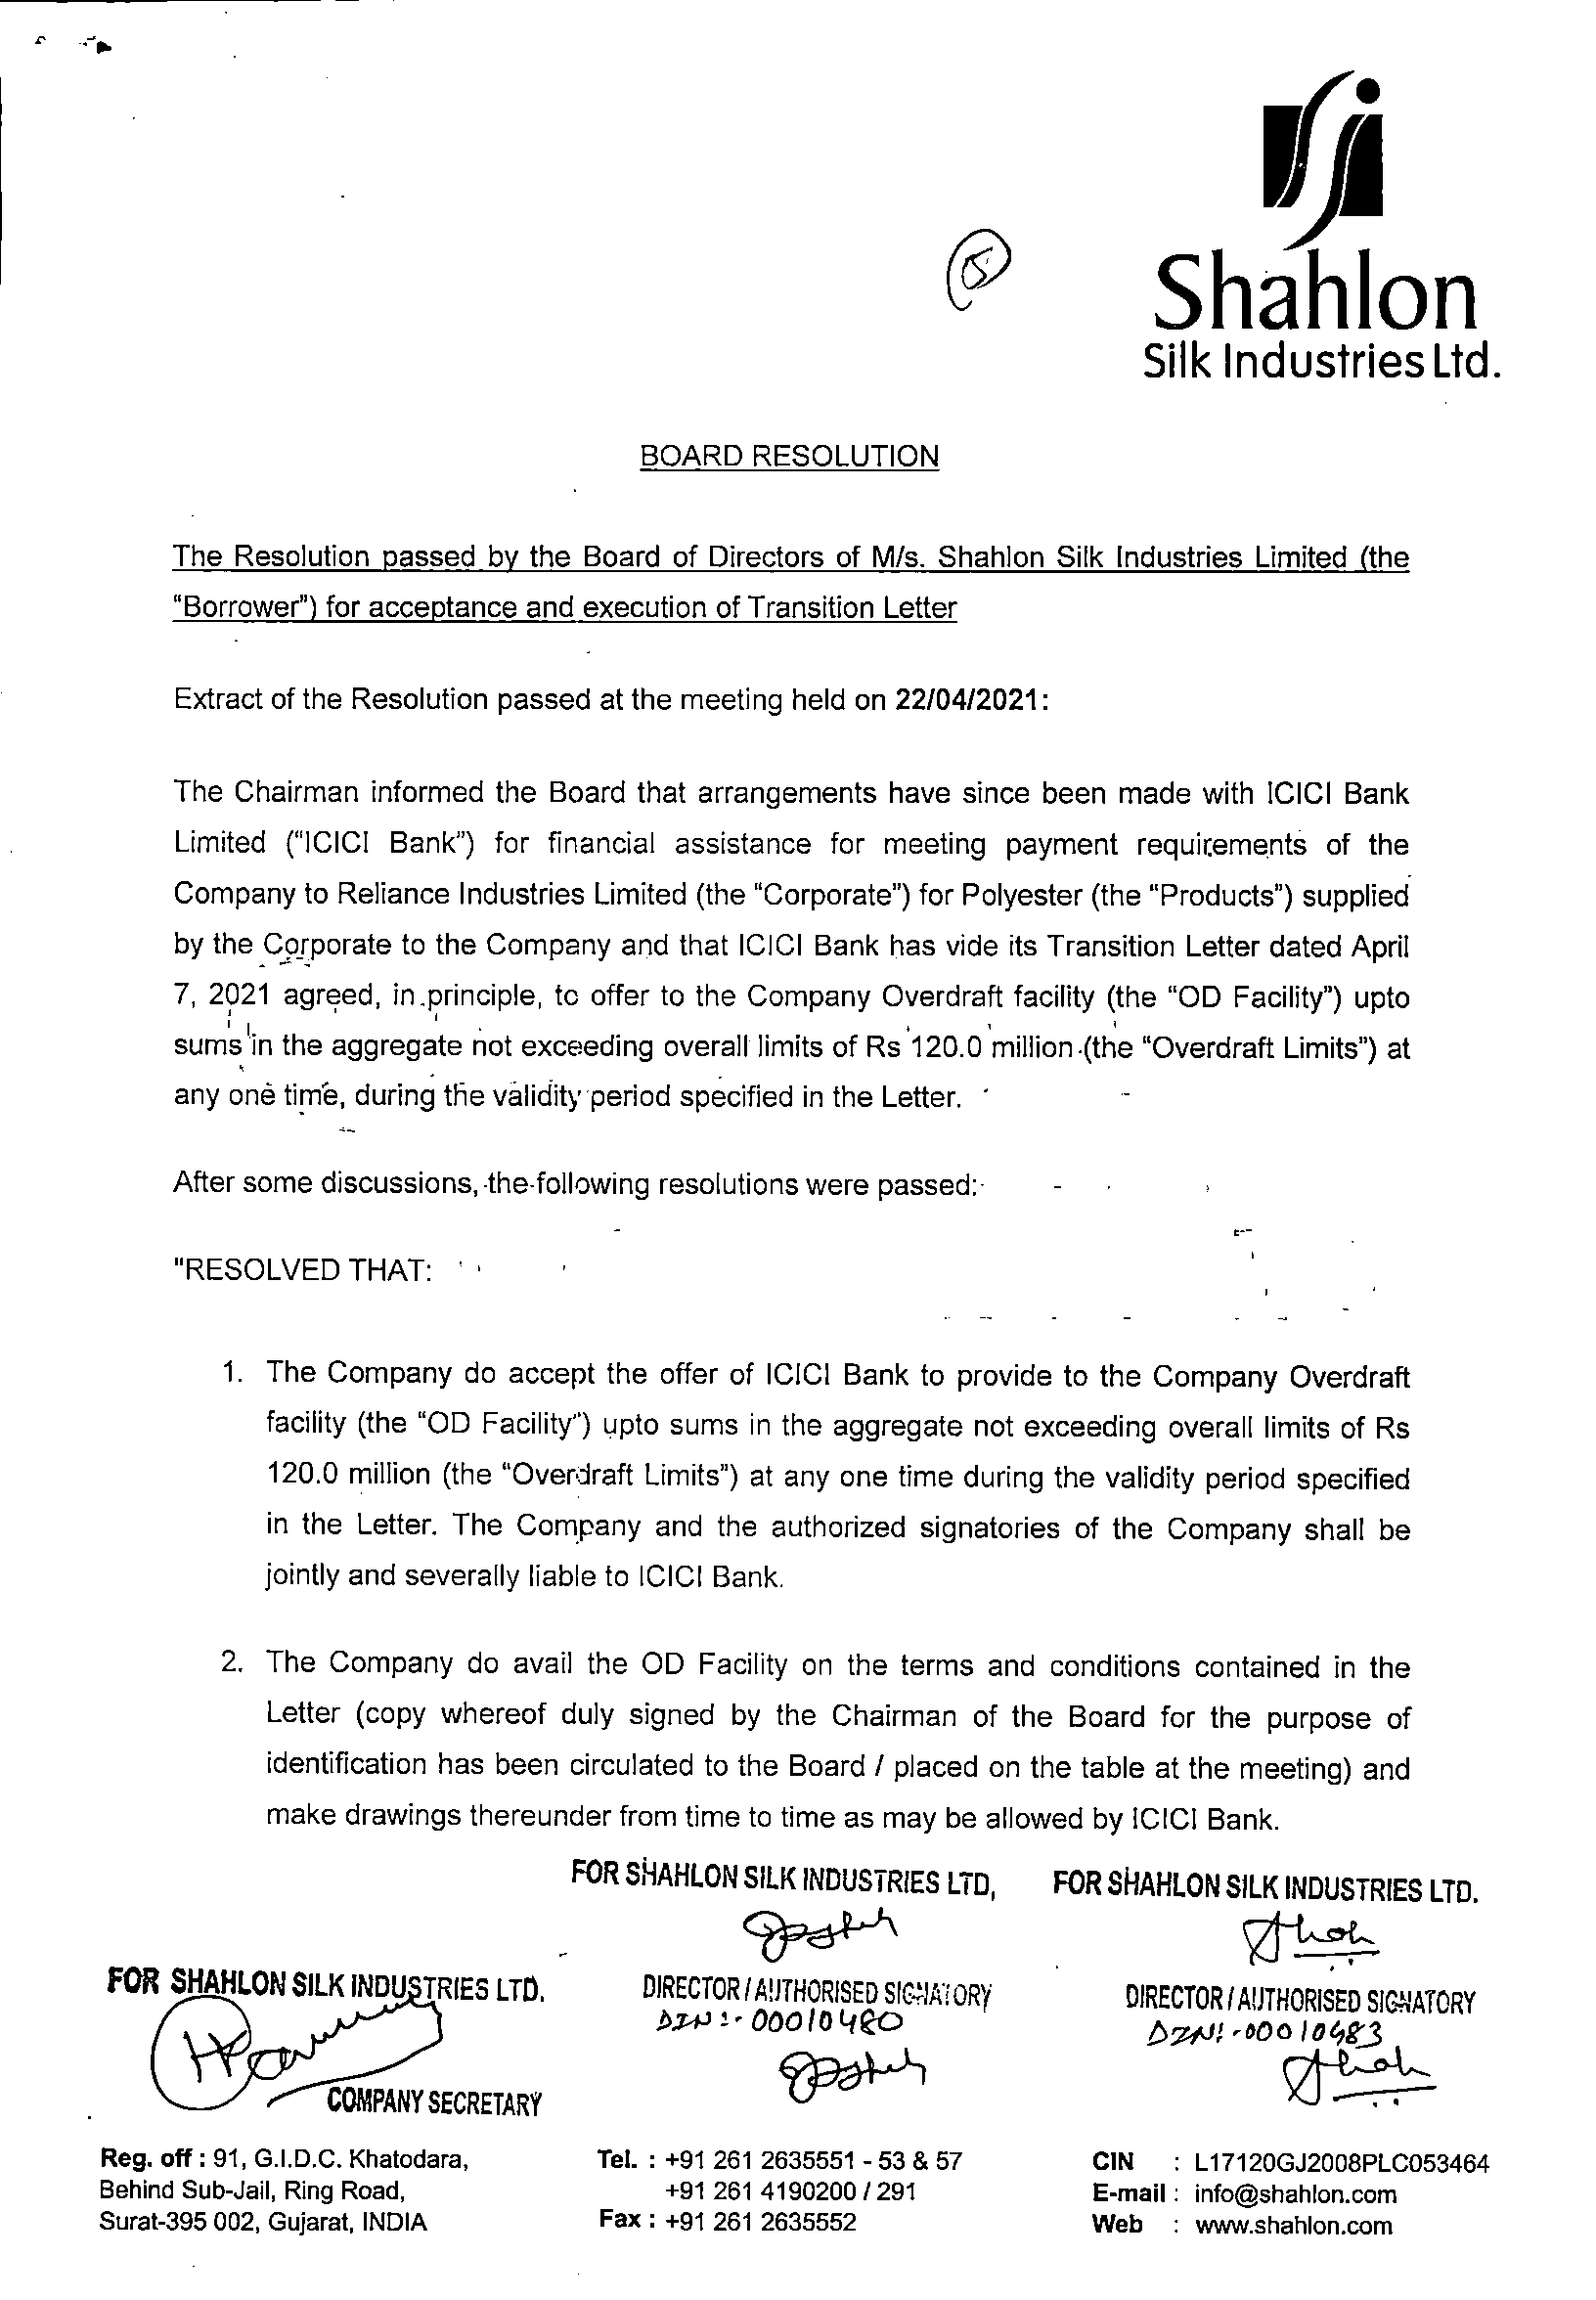 Shahlon
Silk Industries Ltd.
BOARD RESOLUTION
The Resolution passed by the Board of Directors of M/s. Shahlon Silk Industries Limited (the
“Borrower”) for acceptance and execution of Transition Letter
Extract of the Resolution passed at the meeting held on 22/04/2021:
The Chairman informed the Board that arrangements have since been made with ICICI Bank
Limited (“ICICI Bank”) for financial assistance for meeting payment requirements of the
Company to Reliance Industries Limited (the “Corporate”) for Polyester (the “Products”) supplied
by the Corporate to the Company and that ICICI Bank has vide its Transition Letter dated April
7, 2021 agreed, in principle, to offer to the Company Overdraft facility (the “OD Facility”) upto
sums in the aggregate not exceeding overall limits of Rs 120.0 million (the “Overdraft Limits”) at
any one time, during the validity period specified in the Letter.
After some discussions, the following resolutions were passed:
"RESOLVED THAT:
1. The Company do accept the offer of ICICI Bank to provide to the Company Overdraft
facility (the “OD Facility”) upto sums in the aggregate not exceeding overall limits of Rs
120.0 million (the “Overdraft Limits”) at any one time during the validity period specified
in the Letter. The Company and the authorized signatories of the Company shall be
jointly and severally liable to ICICI Bank.
2. The Company do avail the OD Facility on the terms and conditions contained in the
Letter (copy whereof duly signed by the Chairman of the Board for the purpose of
identification has been circulated to the Board / placed on the table at the meeting) and
make drawings thereunder from time to time as may be allowed by ICICI Bank.
FOR SHAHLON SILK INDUSTRIES LTD.
COMPANY SECRETARY
FOR SHAHLON SILK INDUSTRIES LTD,
DIRECTOR / AUTHORISED SIGNATORY
DIN :- 00010480
FOR SHAHLON SILK INDUSTRIES LTD.
DIRECTOR / AUTHORISED SIGNATORY
DIN:-00010483
Reg. off : 91, G.I.D.C. Khatodara,
Behind Sub-Jail, Ring Road,
Surat-395 002, Gujarat, INDIA
Tel. : +91 261 2635551 - 53 & 57
+91 261 4190200 / 291
Fax : +91 261 2635552
CIN : L17120GJ2008PLC053464
E-mail : info@shahlon.com
Web : www.shahlon.com